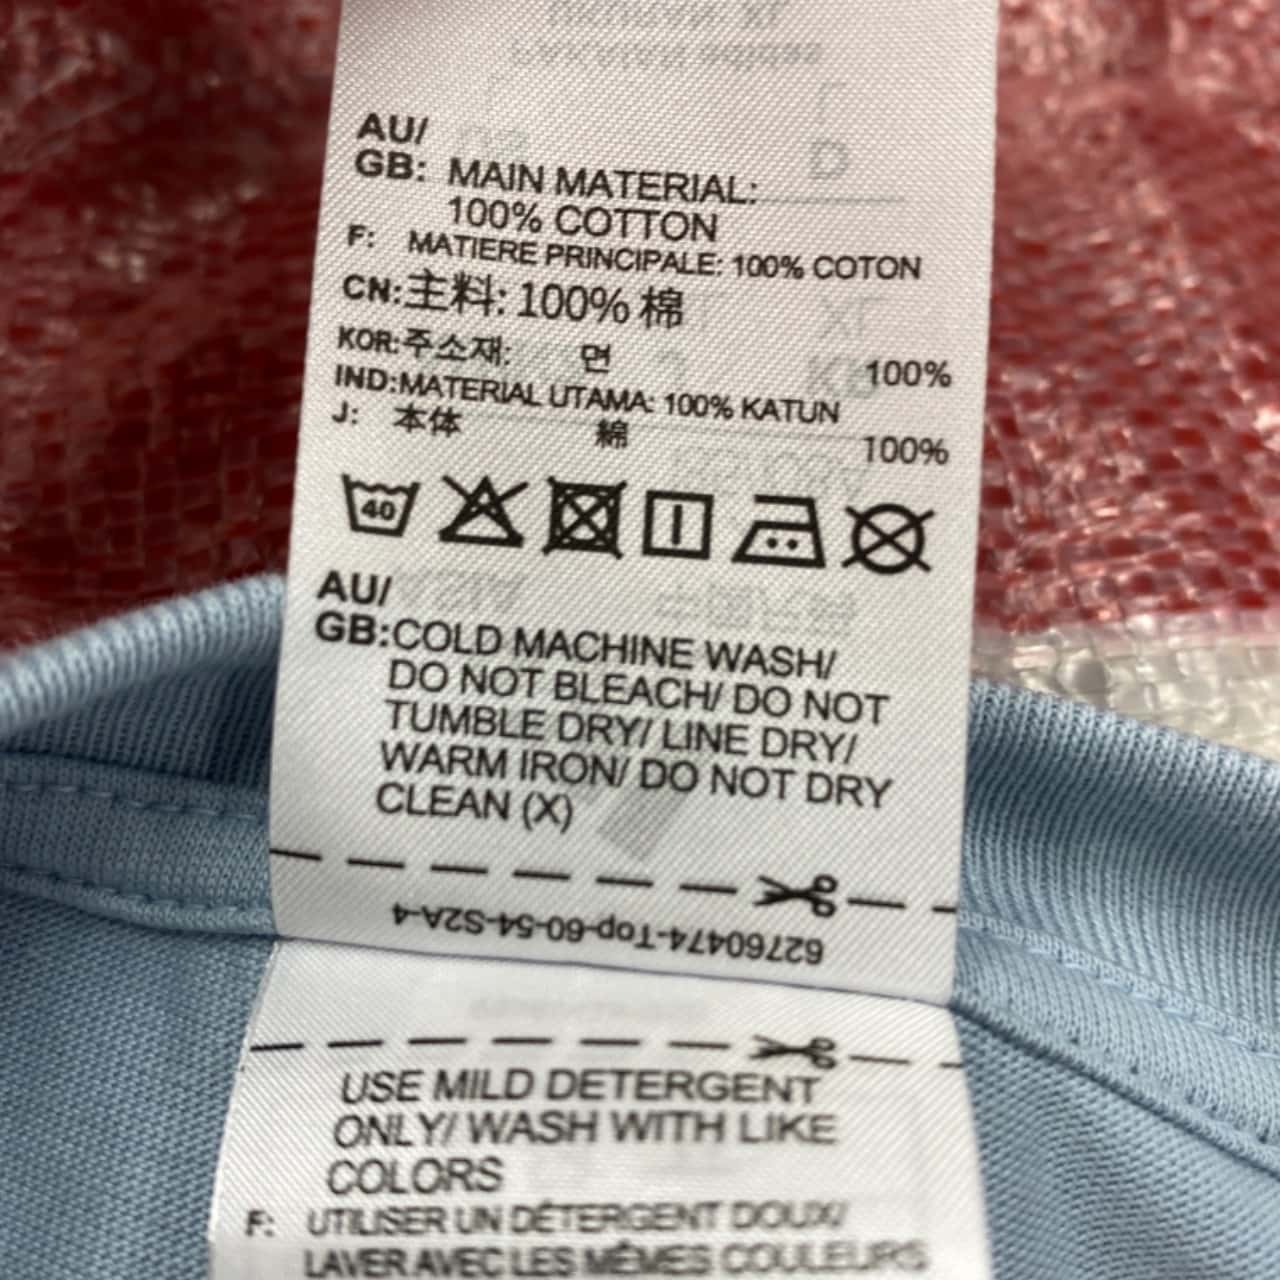 AU/
GB: MAIN MATERIAL:
100% COTTON
F: MATIERE PRINCIPALE: 100% COTON
CN:主料: 100% 棉
KOR:주소재: 면 100%
IND:MATERIAL UTAMA: 100% KATUN
J: 本体 綿 100%
40
AU/
GB:COLD MACHINE WASH/
DO NOT BLEACH/ DO NOT
TUMBLE DRY/ LINE DRY/
WARM IRON/ DO NOT DRY
CLEAN (X)
62760474-Top-60-54-S2A-4
USE MILD DETERGENT
ONLY/ WASH WITH LIKE
COLORS
F: UTILISER UN DÉTERGENT DOUX/
LAVER AVEC LES MÊMES COULEURS